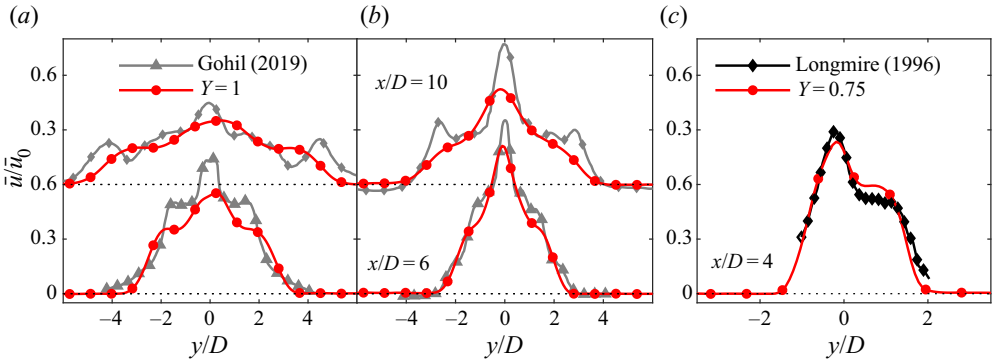 (a)
(b)
(c)
Gohil (2019)
Y = 1
x/D = 10
x/D = 6
Longmire (1996)
Y = 0.75
x/D = 4
ū/ū0
0.6
0.3
0.6
0.3
0
0.6
0.3
0
−4 −2 0 2 4
−4 −2 0 2 4
−2 0 2
y/D
y/D
y/D